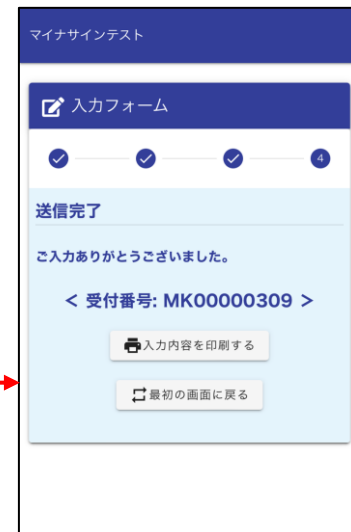 マイナサインテスト
入力フォーム
4
送信完了
ご入力ありがとうございました。
< 受付番号: MK00000309 >
入力内容を印刷する
最初の画面に戻る